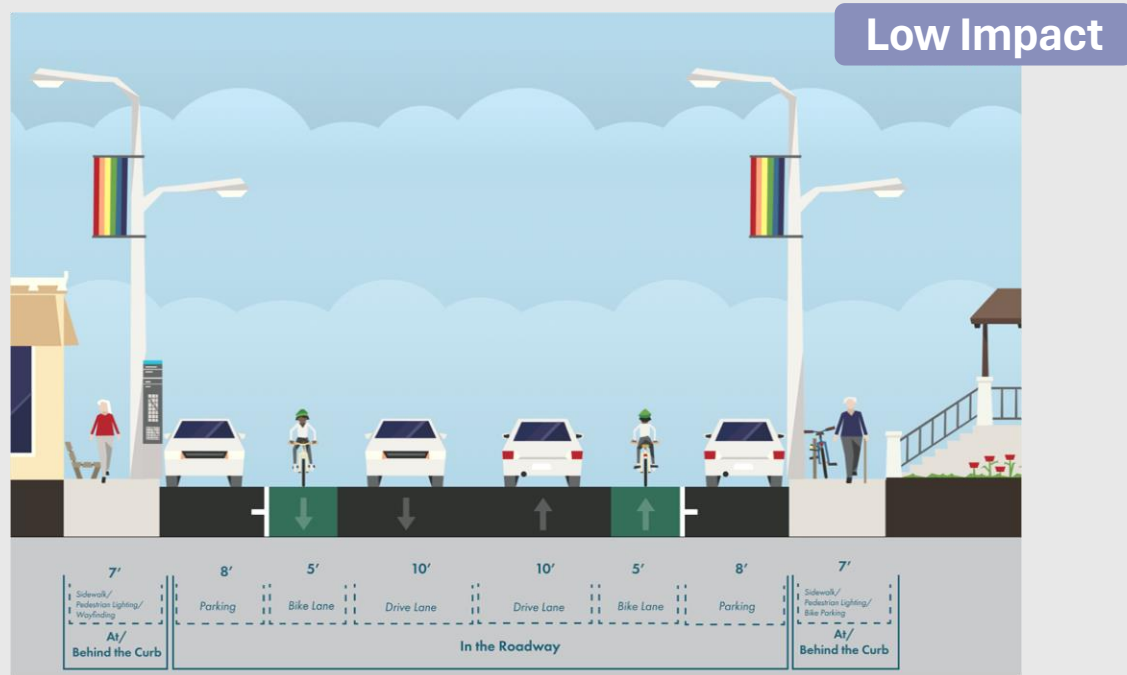 Low Impact
7'
Sidewalk/
Pedestrian Lighting/
Wayfinding
At/
Behind the Curb
8'
Parking
5'
Bike Lane
10'
Drive Lane
10'
Drive Lane
5'
Bike Lane
8'
Parking
In the Roadway
7'
Sidewalk/
Pedestrian Lighting/
Bike Parking
At/
Behind the Curb